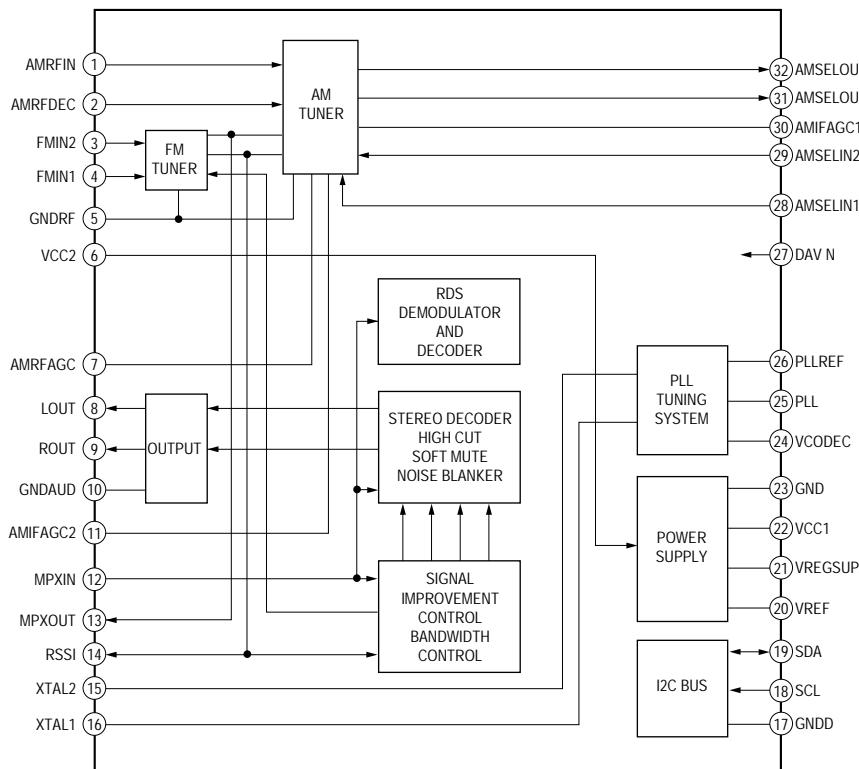 AMRFIN 1
AMRFDEC 2
FMIN2 3
FMIN1 4
GNDRF 5
VCC2 6
AMRFAGC 7
LOUT 8
ROUT 9
GNDAUD 10
AMIFAGC2 11
MPXIN 12
MPXOUT 13
RSSI 14
XTAL2 15
XTAL1 16
FM
TUNER
AM
TUNER
RDS
DEMODULATOR
AND
DECODER
OUTPUT
STEREO DECODER
HIGH CUT
SOFT MUTE
NOISE BLANKER
SIGNAL
IMPROVEMENT
CONTROL
BANDWIDTH
CONTROL
PLL
TUNING
SYSTEM
POWER
SUPPLY
I2C BUS
32 AMSELOU
31 AMSELOU
30 AMIFAGC1
29 AMSELIN2
28 AMSELIN1
27 DAV N
26 PLLREF
25 PLL
24 VCODEC
23 GND
22 VCC1
21 VREGSUP
20 VREF
19 SDA
18 SCL
17 GNDD